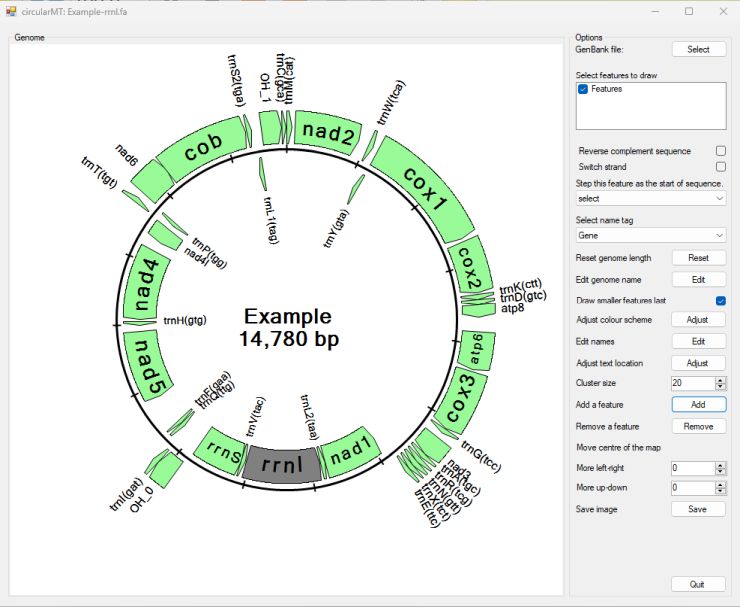 circularMT: Example-rrnl.fa
Genome
trnS2(tga)
OH_1
trnC(gca)
trnM(cat)
nad2
trnW(tca)
cox1
cox2
trnK(ctt)
trnD(gtc)
atp8
atp6
cox3
trnG(tcc)
nad3
trnA(tgc)
trnR(tcg)
trnN(gtt)
trnX(tct)
trnE(ttc)
nad1
trnL2(taa)
rrnl
trnV(tac)
rrnS
OH_0
trnI(gat)
nad5
trnH(gtg)
nad4
nad4l
trnP(tgg)
trnT(tgt)
nad6
cob
trnL1(tag)
trnY(gta)
Example
14,780 bp
Options
GenBank file:
Select
Select features to draw
Features
Reverse complement sequence
Switch strand
Step this feature as the start of sequence.
select
Select name tag
Gene
Reset genome length
Reset
Edit genome name
Edit
Draw smaller features last
Adjust colour scheme
Adjust
Edit names
Edit
Adjust text location
Adjust
Cluster size
20
Add a feature
Add
Remove a feature
Remove
Move centre of the map
More left-right
0
More up-down
0
Save image
Save
Quit